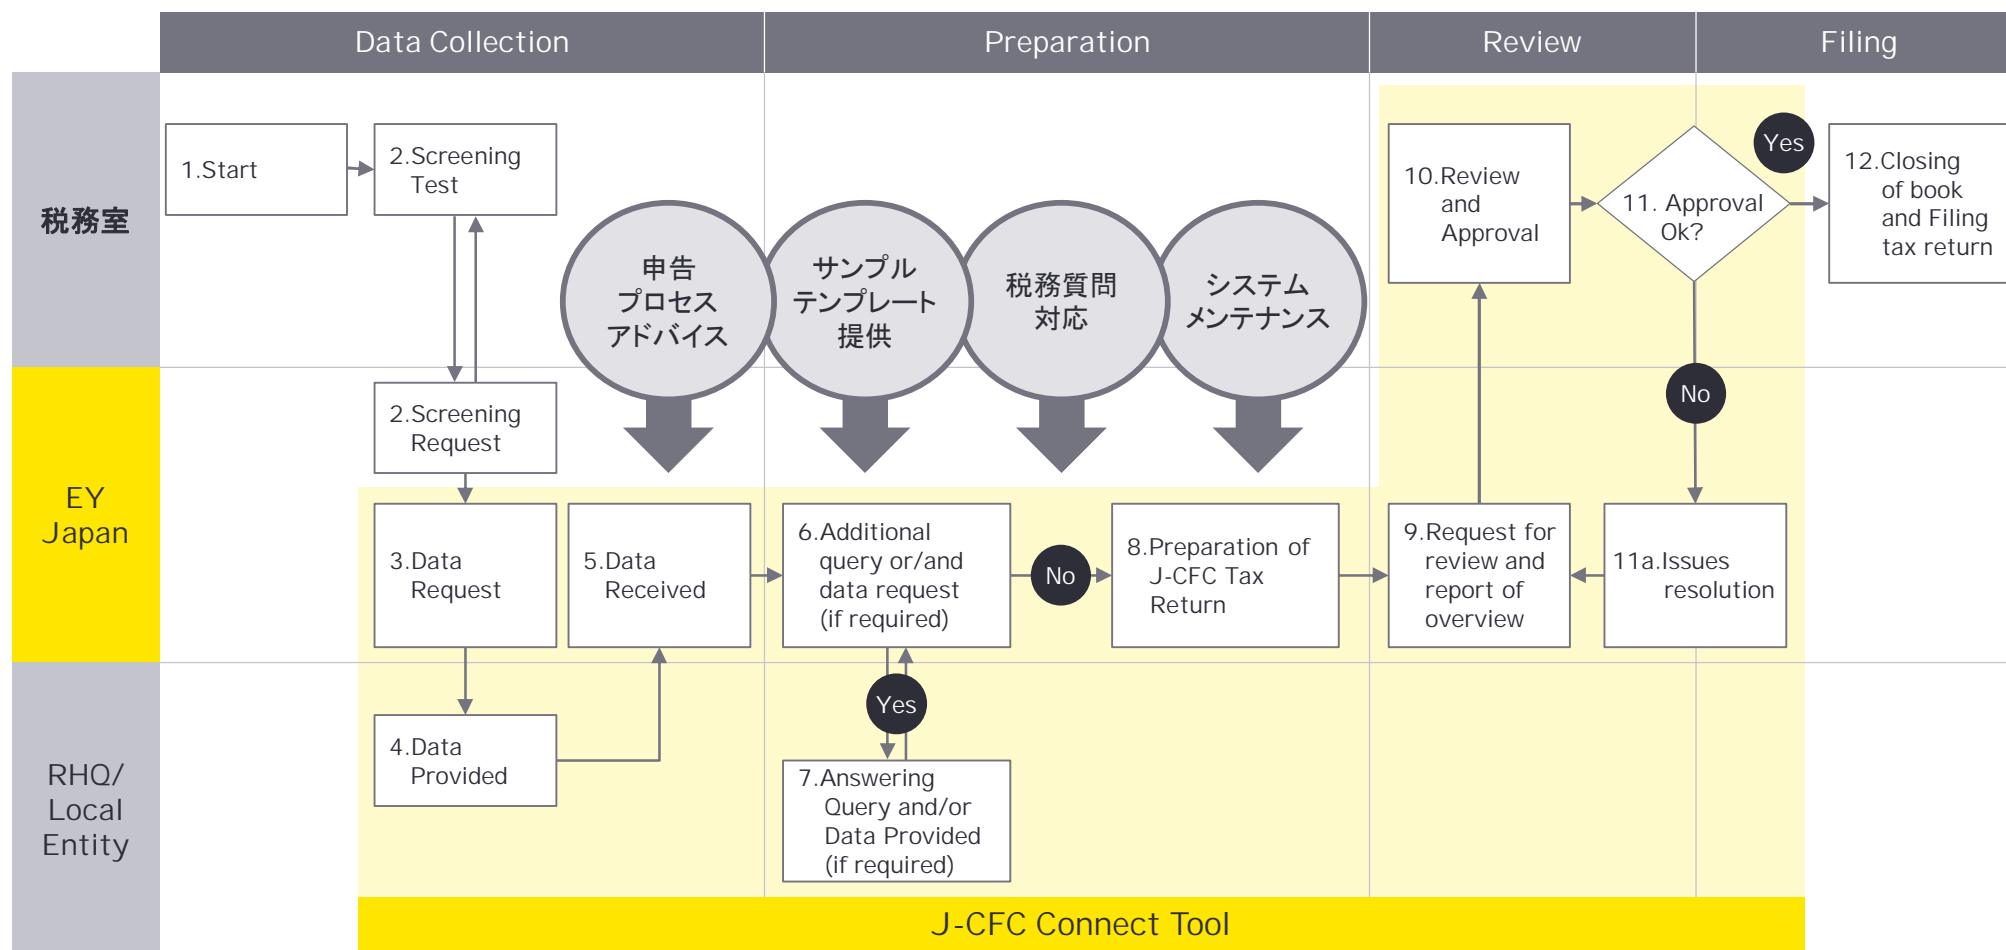 Data Collection
Preparation
Review
Filing
税務室
1.Start
2.Screening
Test
申告
プロセス
アドバイス
サンプル
テンプレート
提供
税務質問
対応
システム
メンテナンス
10.Review
and
Approval
11. Approval
Ok?
Yes
12.Closing
of book
and Filing
tax return
No
EY
Japan
2.Screening
Request
3.Data
Request
5.Data
Received
6.Additional
query or/and
data request
(if required)
No
8.Preparation of
J-CFC Tax
Return
9.Request for
review and
report of
overview
11a.Issues
resolution
RHQ/
Local
Entity
4.Data
Provided
Yes
7.Answering
Query and/or
Data Provided
(if required)
J-CFC Connect Tool